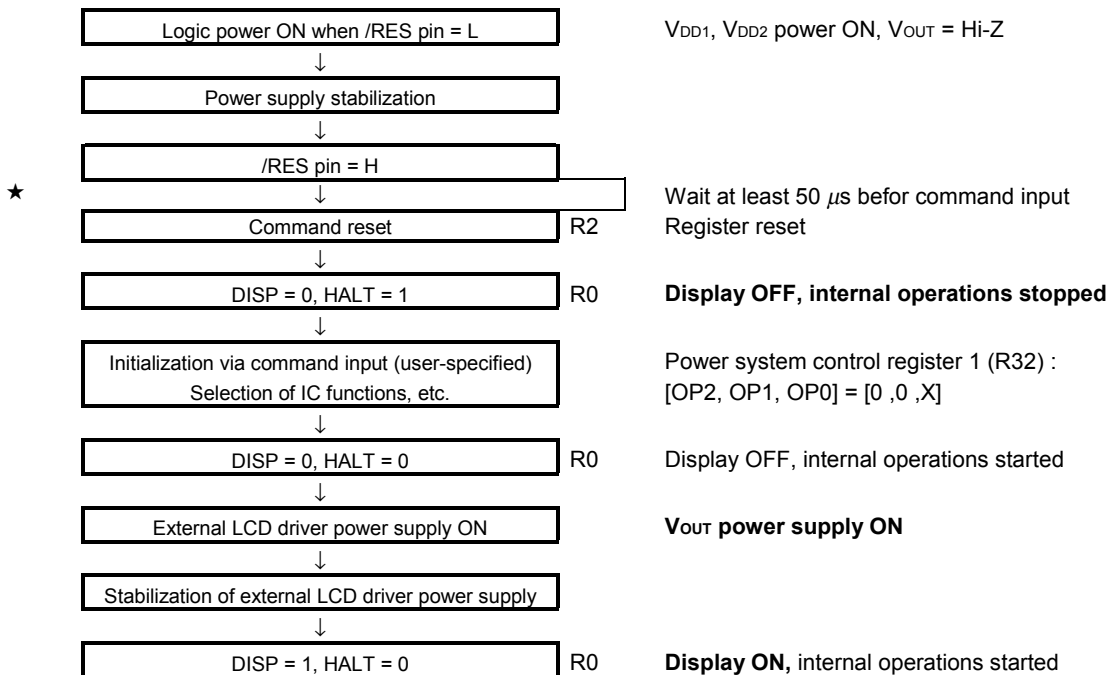 Logic power ON when /RES pin = L VDD1, VDD2 power ON, VOUT = Hi-Z
↓
Power supply stabilization
↓
/RES pin = H
★ ↓ Wait at least 50 μs befor command input
Command reset R2 Register reset
↓
DISP = 0, HALT = 1 R0 Display OFF, internal operations stopped
↓
Initialization via command input (user-specified) Power system control register 1 (R32) :
Selection of IC functions, etc. [OP2, OP1, OP0] = [0 ,0 ,X]
↓
DISP = 0, HALT = 0 R0 Display OFF, internal operations started
↓
External LCD driver power supply ON VOUT power supply ON
↓
Stabilization of external LCD driver power supply
↓
DISP = 1, HALT = 0 R0 Display ON, internal operations started